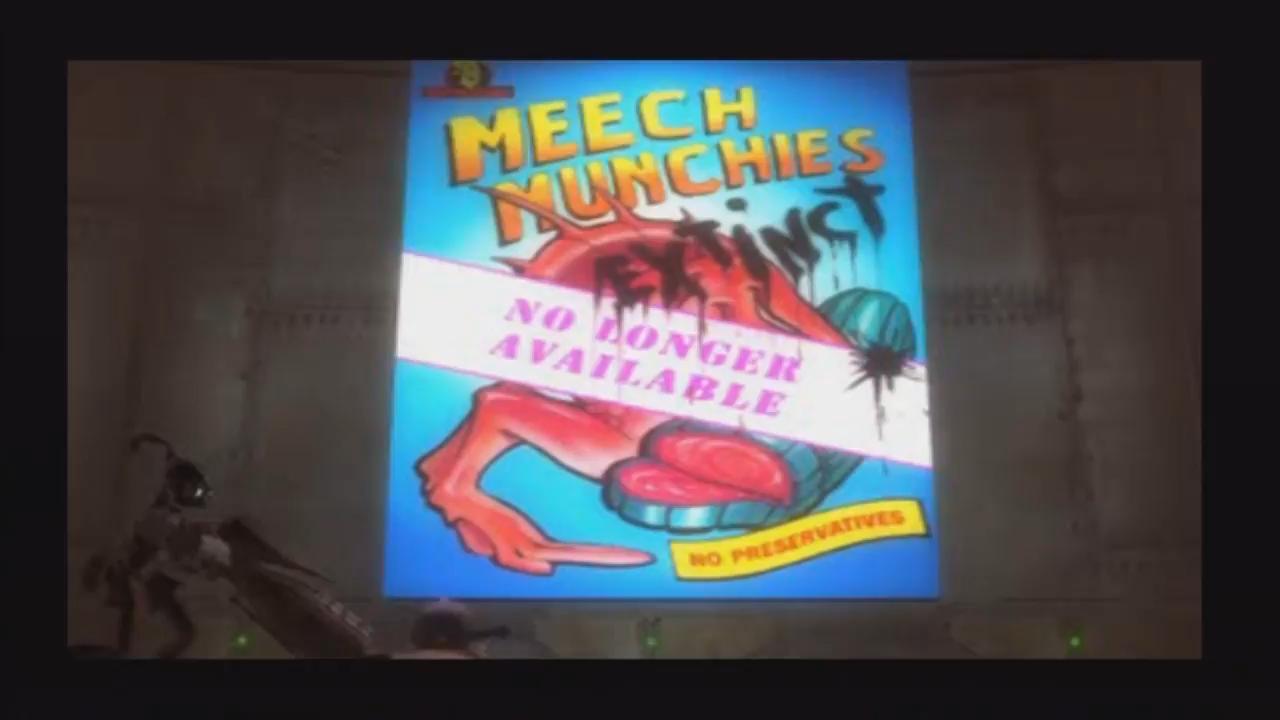 MEECH
MUNCHIES
EXTINCT
NO LONGER
AVAILABLE
NO PRESERVATIVES